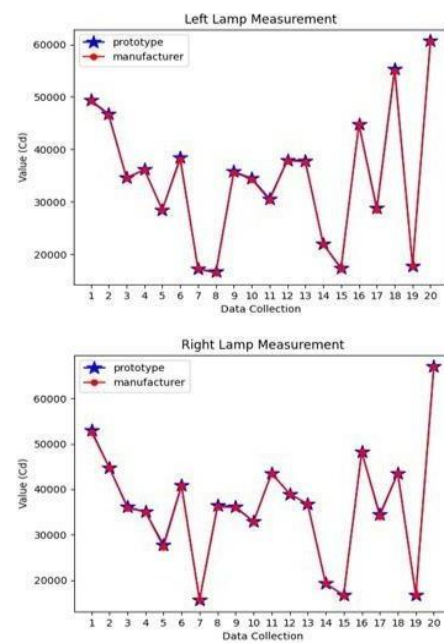 Left Lamp Measurement
prototype
manufacturer
Value (Cd)
60000
50000
40000
30000
20000
1 2 3 4 5 6 7 8 9 10 11 12 13 14 15 16 17 18 19 20
Data Collection
Right Lamp Measurement
prototype
manufacturer
Value (Cd)
60000
50000
40000
30000
20000
1 2 3 4 5 6 7 8 9 10 11 12 13 14 15 16 17 18 19 20
Data Collection